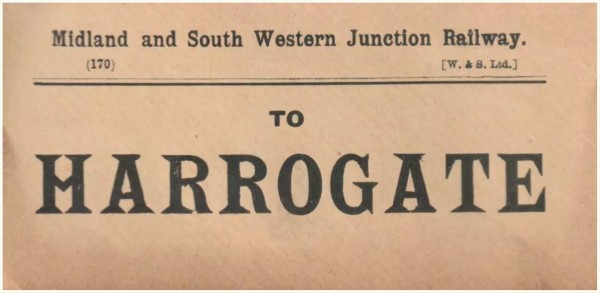 Midland and South Western Junction Railway.
(170) [W. & S. Ltd.]
TO
HARROGATE